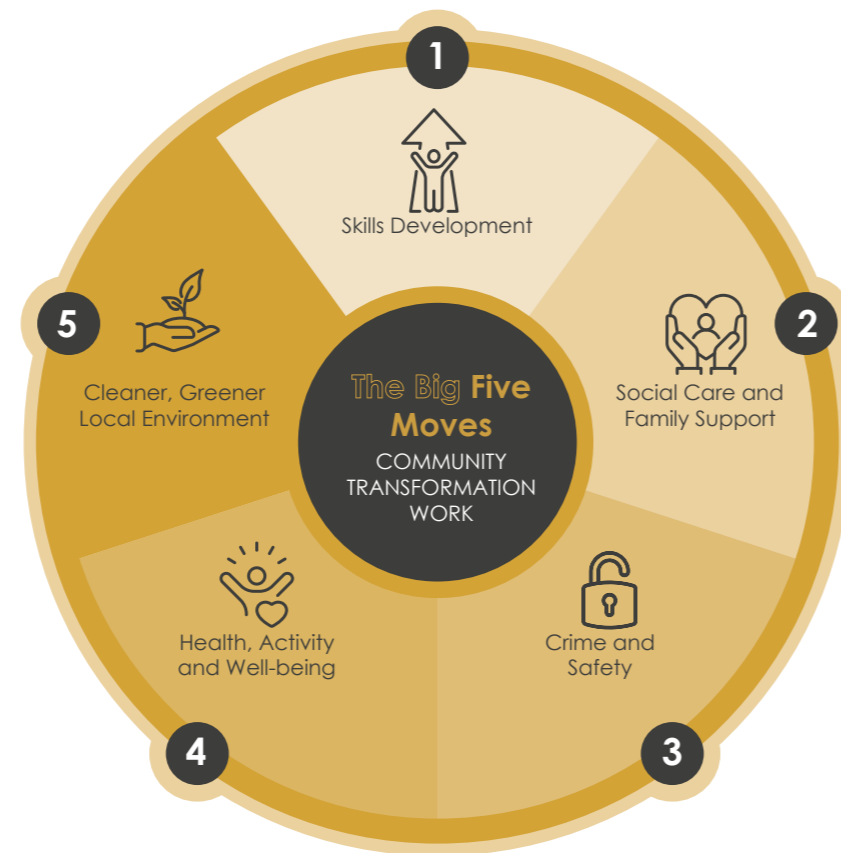 1
Skills Development
2
Social Care and
Family Support
3
Crime and
Safety
4
Health, Activity
and Well-being
5
Cleaner, Greener
Local Environment
The Big Five
Moves
COMMUNITY
TRANSFORMATION
WORK